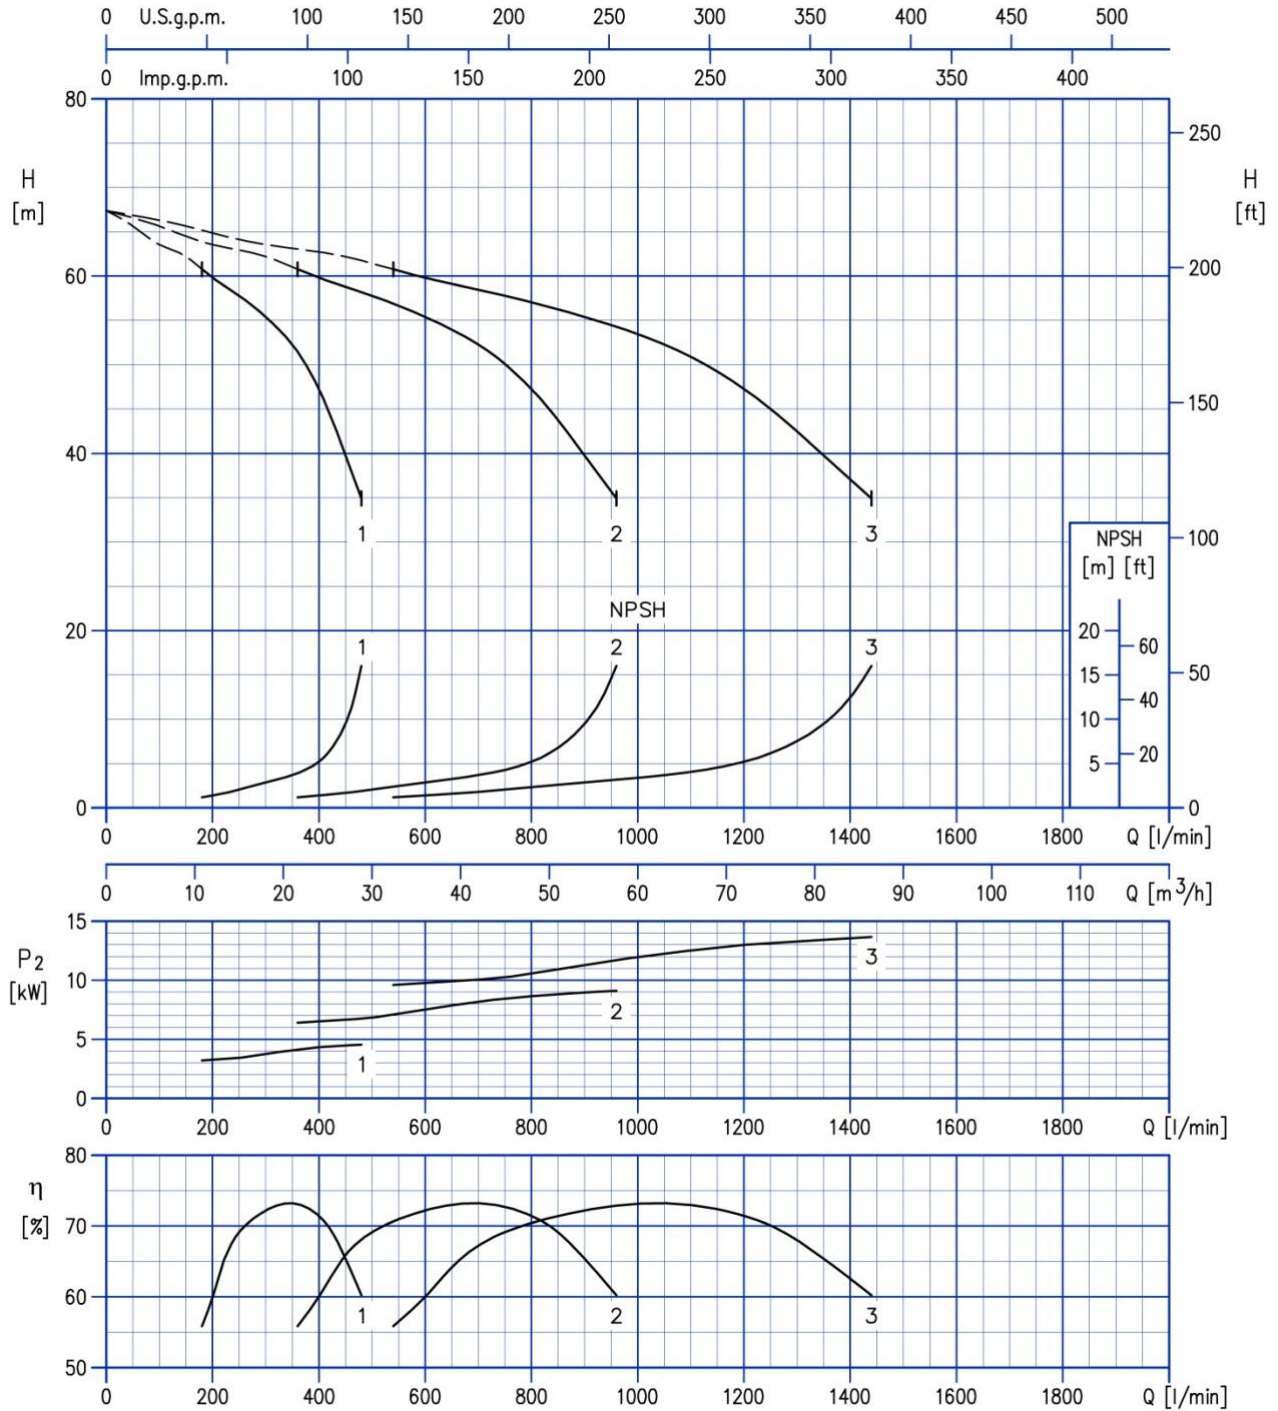 0 U.S.g.p.m. 100 150 200 250 300 350 400 450 500
0 Imp.g.p.m. 100 150 200 250 300 350 400
80
250
H
[m]
H
[ft]
60
200
150
40
1
2
3
100
NPSH
[m] [ft]
NPSH
20
20
1
2
3
60
15
50
40
10
20
5
0
0
0 200 400 600 800 1000 1200 1400 1600 1800 Q [l/min]
0 10 20 30 40 50 60 70 80 90 100 110 Q [m³/h]
15
P₂
[kW]
3
10
2
5
1
0
0 200 400 600 800 1000 1200 1400 1600 1800 Q [l/min]
80
η
[%]
70
60
1
2
3
50
0 200 400 600 800 1000 1200 1400 1600 1800 Q [l/min]